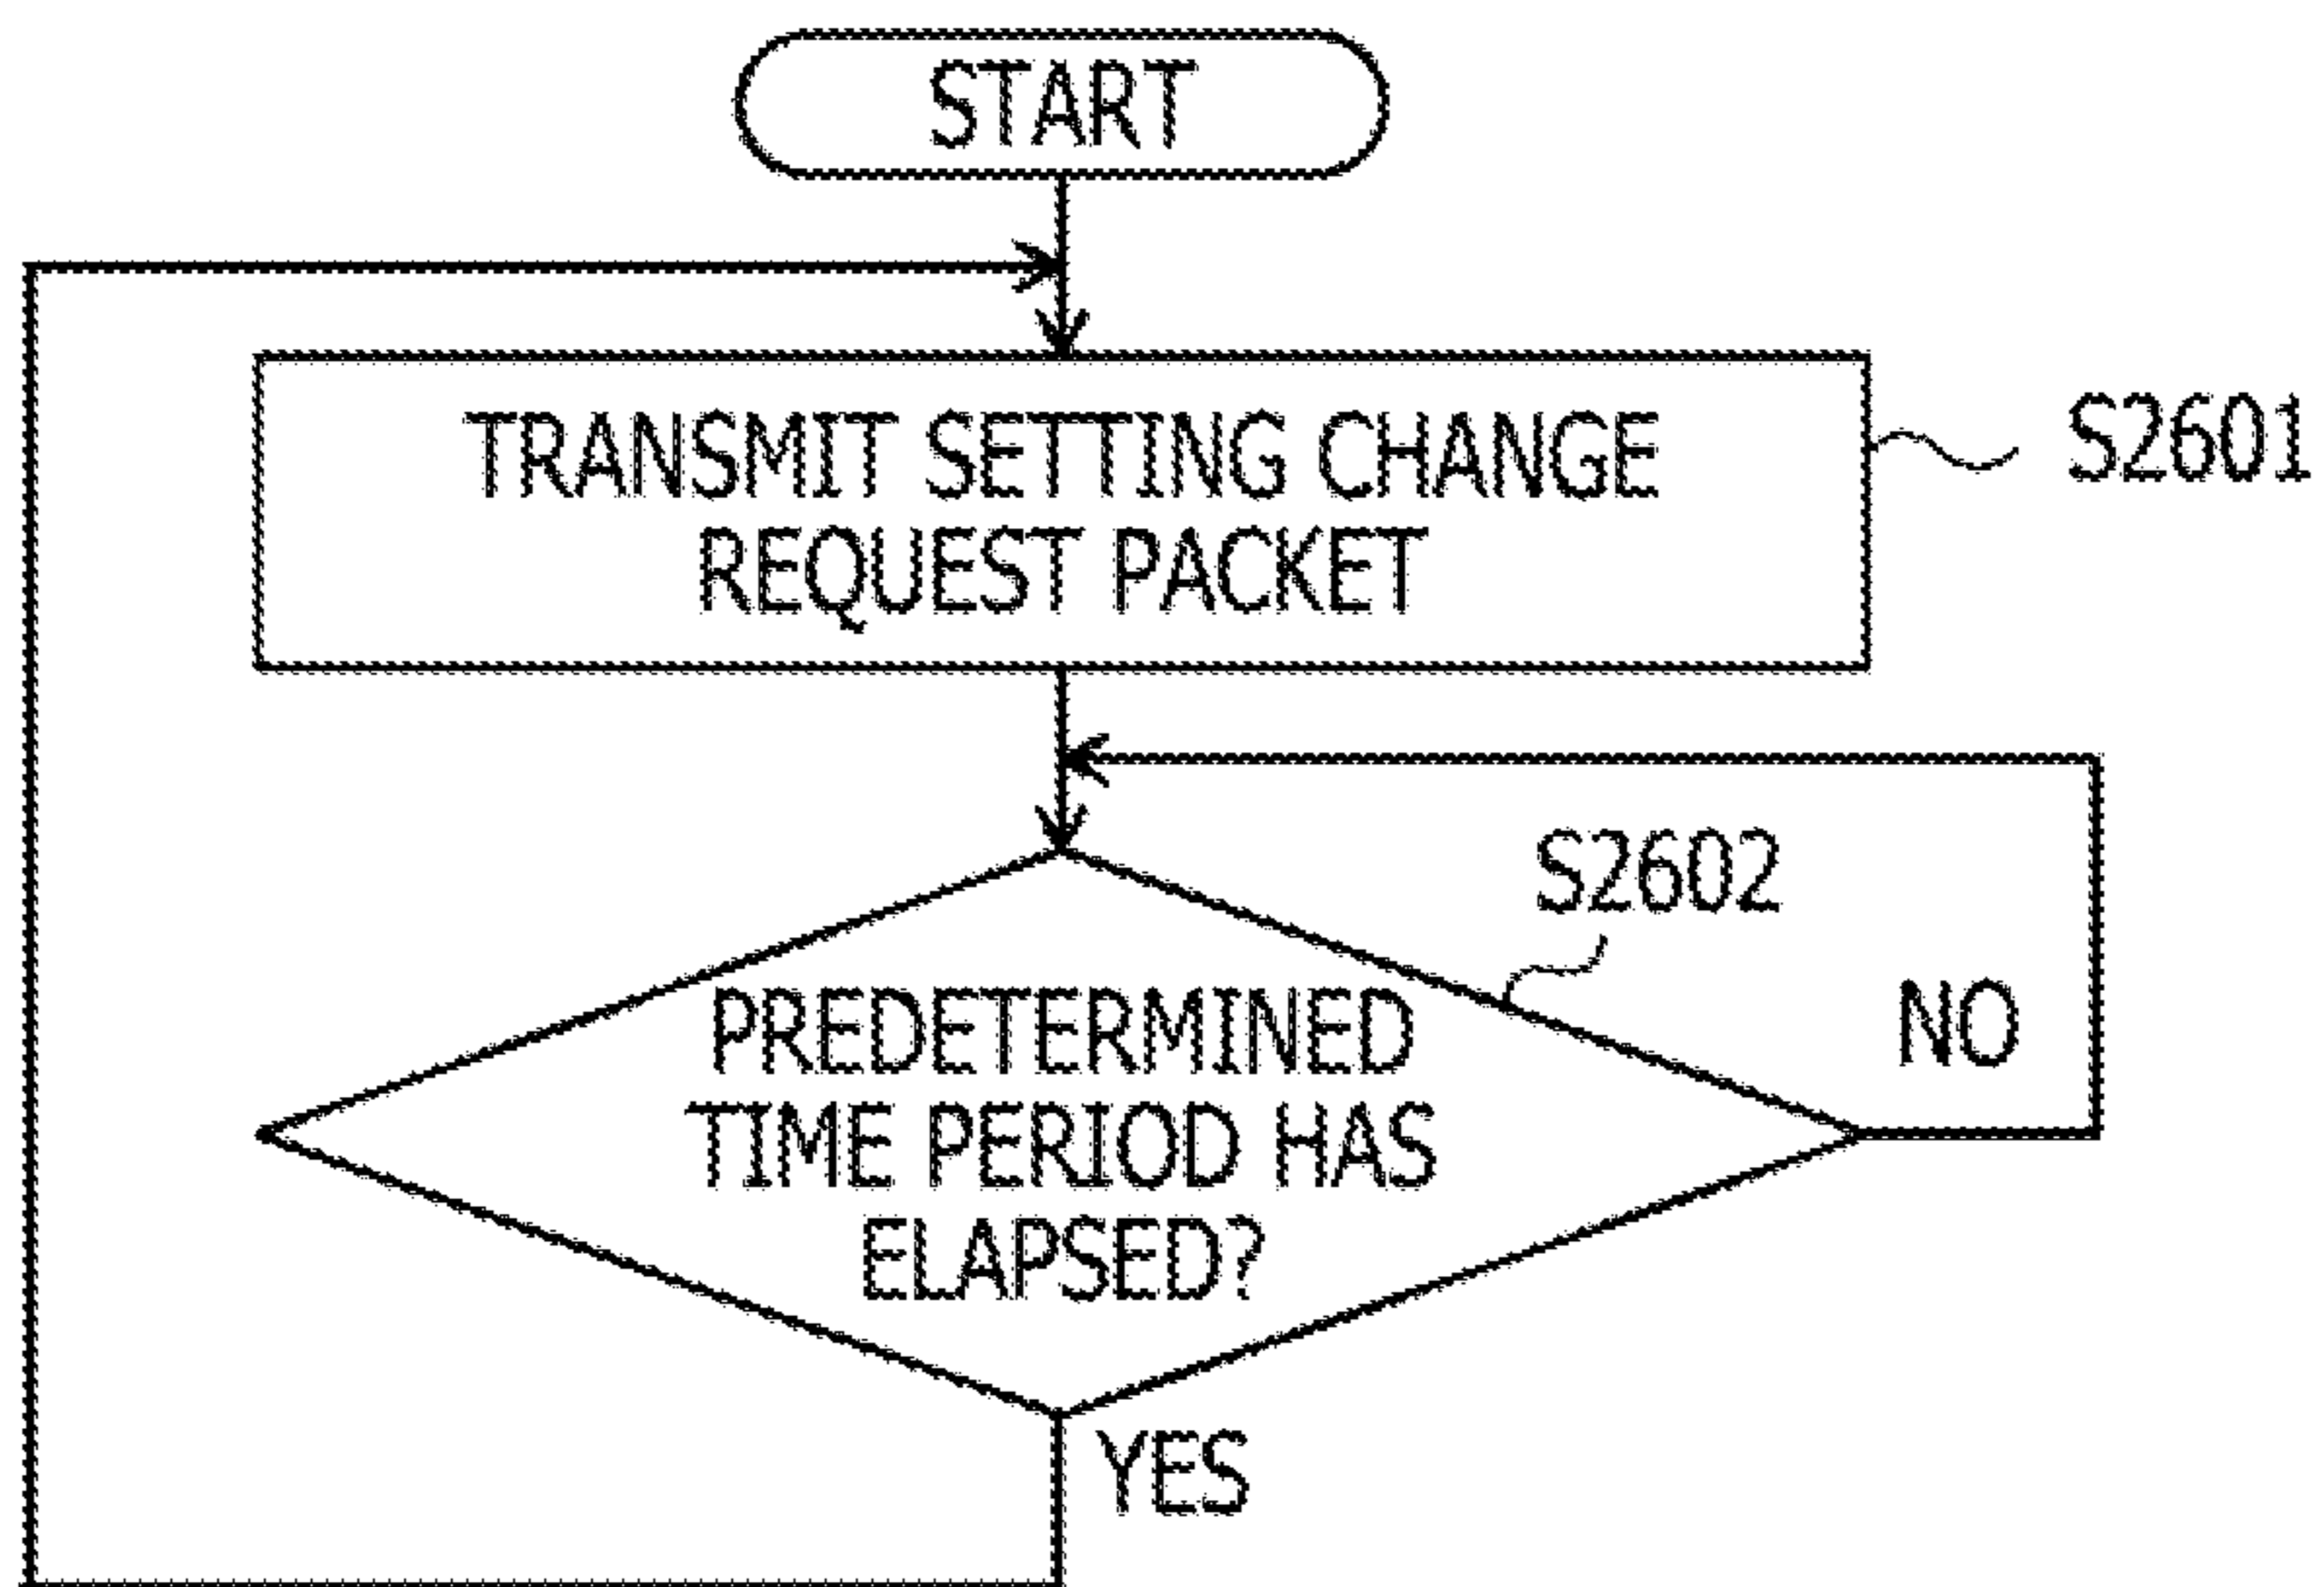 START
TRANSMIT SETTING CHANGE
REQUEST PACKET
S2601
S2602
PREDETERMINED
TIME PERIOD HAS
ELAPSED?
NO
YES